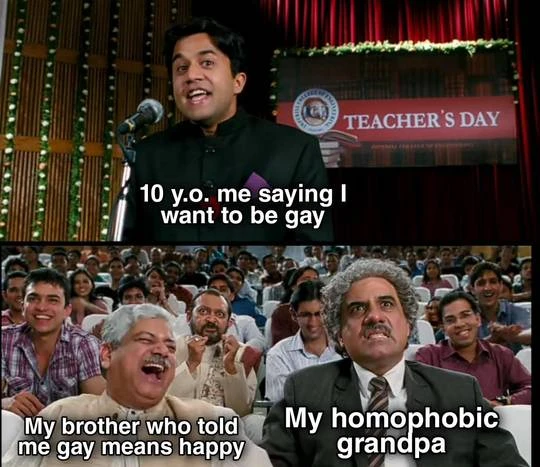 TEACHER'S DAY
10 y.o. me saying I
want to be gay
My brother who told
me gay means happy
My homophobic
grandpa